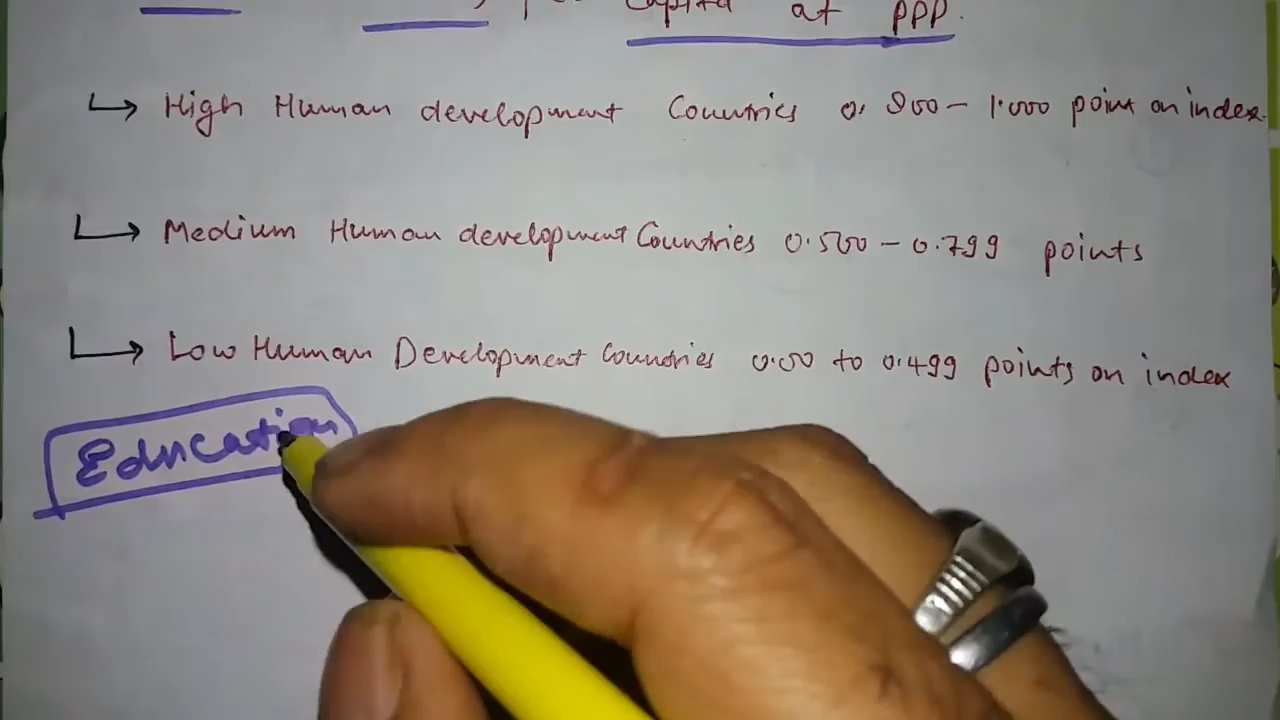 capita at PPP.
High Human development Countries 0.800 - 1.000 point on index.
Medium Human development Countries 0.500 - 0.799 points
Low Human Development Countries 0.00 to 0.499 points on index
Education